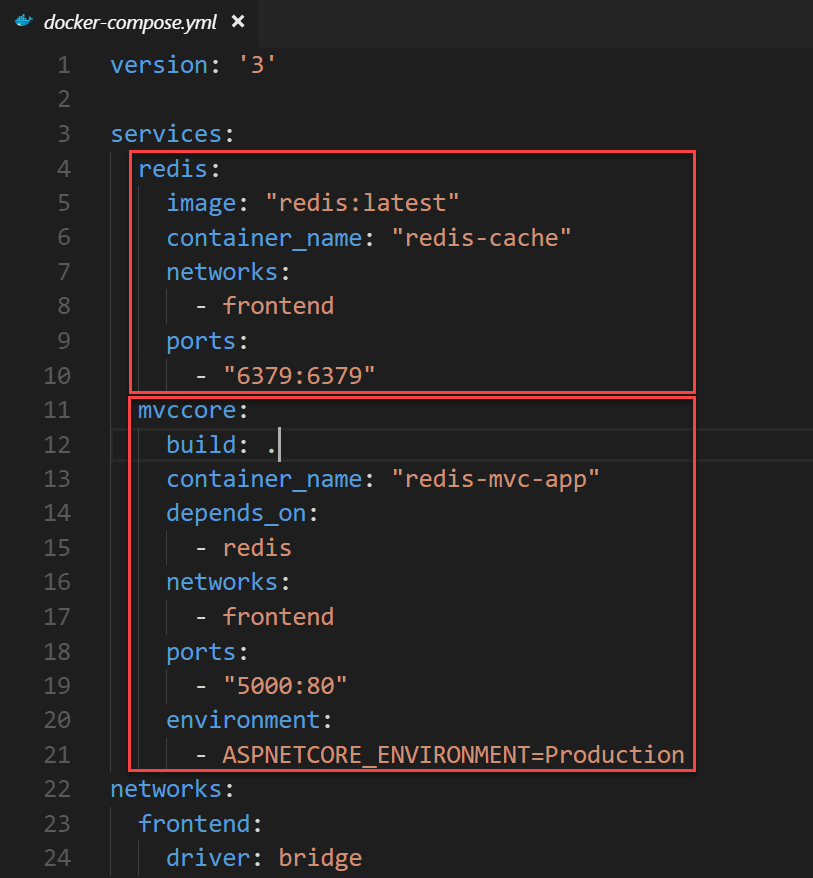 docker-compose.yml ×
1 version: '3'
2
3 services:
4   redis:
5     image: "redis:latest"
6     container_name: "redis-cache"
7     networks:
8       - frontend
9     ports:
10       - "6379:6379"
11   mvccore:
12     build: .
13     container_name: "redis-mvc-app"
14     depends_on:
15       - redis
16     networks:
17       - frontend
18     ports:
19       - "5000:80"
20     environment:
21       - ASPNETCORE_ENVIRONMENT=Production
22 networks:
23   frontend:
24     driver: bridge